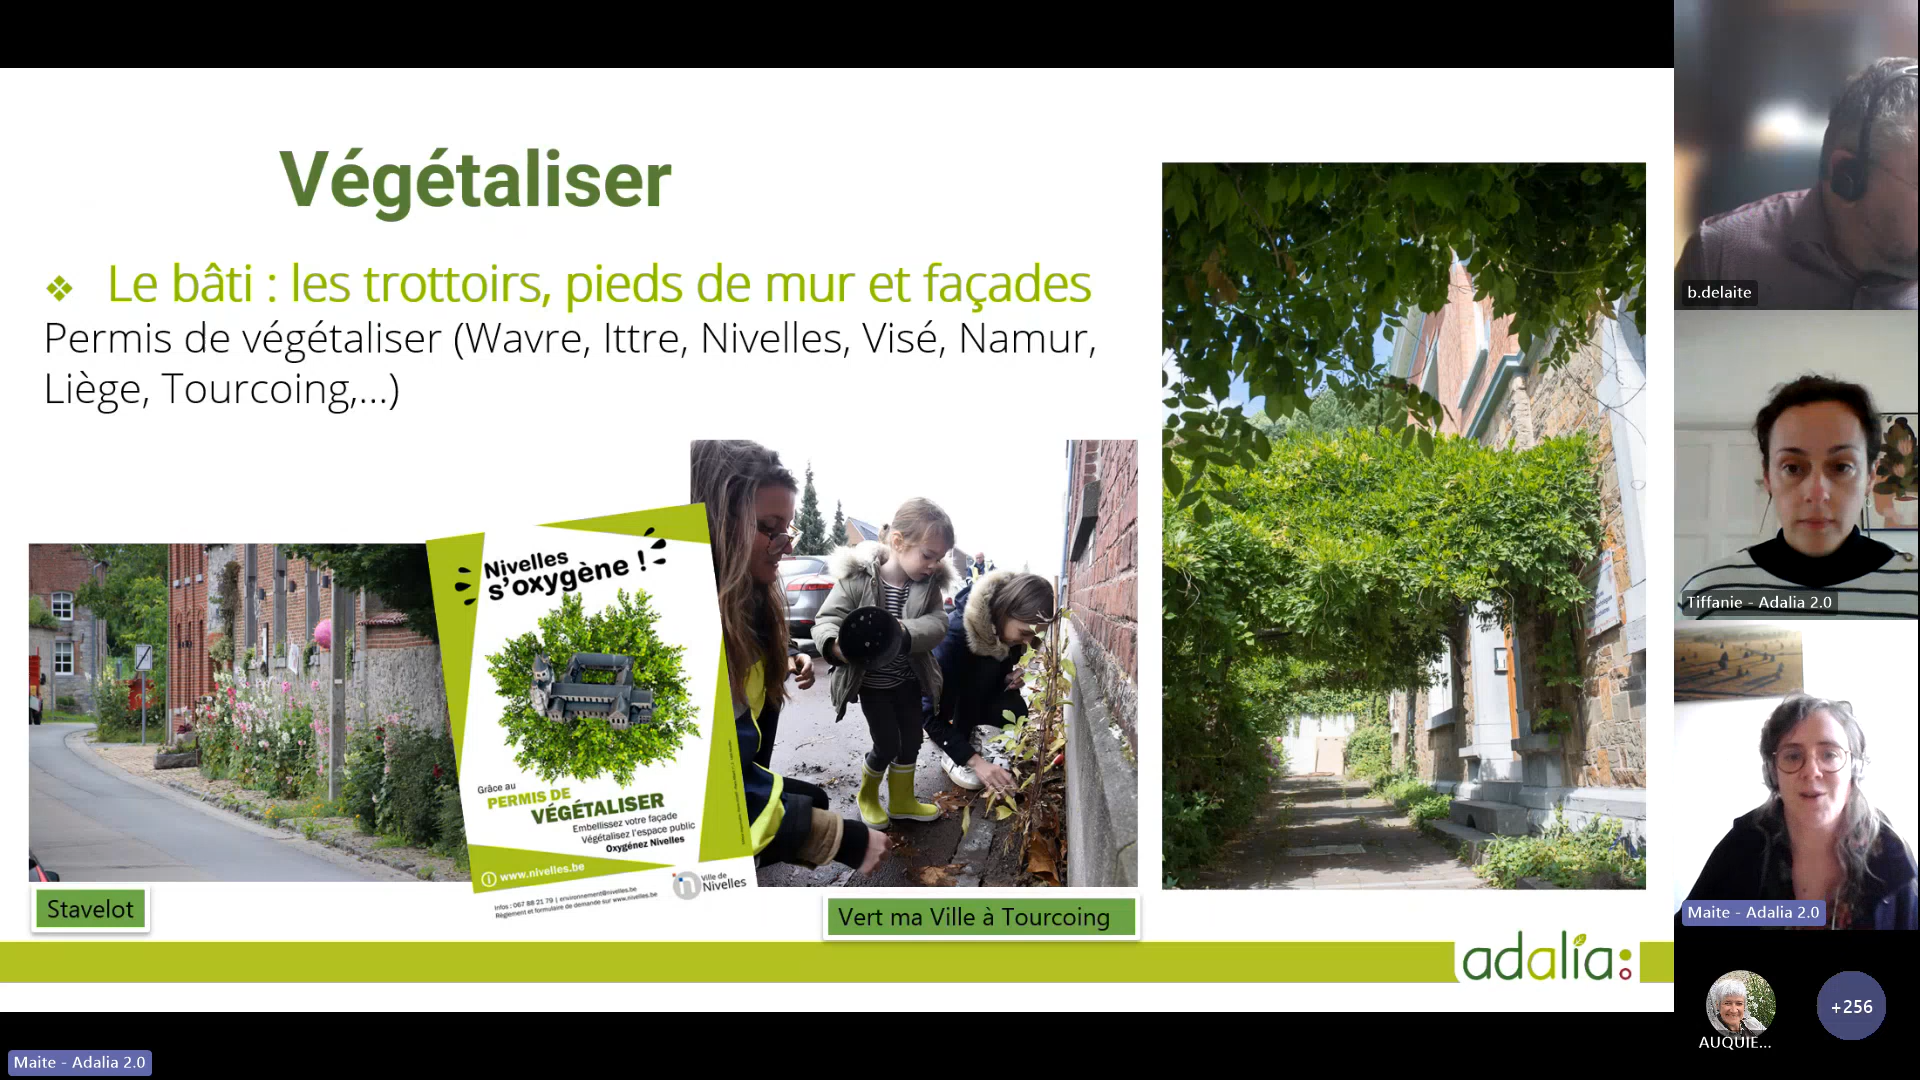 Végétaliser
❖ Le bâti : les trottoirs, pieds de mur et façades
Permis de végétaliser (Wavre, Ittre, Nivelles, Visé, Namur,
Liège, Tourcoing,...)
Nivelles
s'oxygène !
Grâce au
PERMIS DE
VÉGÉTALISER
Embellissez votre façade
Végétalisez l'espace public
Oxygénez Nivelles
www.nivelles.be
Ville de
Nivelles
Infos : 067 88 21 79 | environnement@nivelles.be
Règlement et formulaire de demande sur www.nivelles.be
Stavelot
Vert ma Ville à Tourcoing
adalia
b.delaite
Tiffanie - Adalia 2.0
Maite - Adalia 2.0
AUQUIE...
+256
Maite - Adalia 2.0